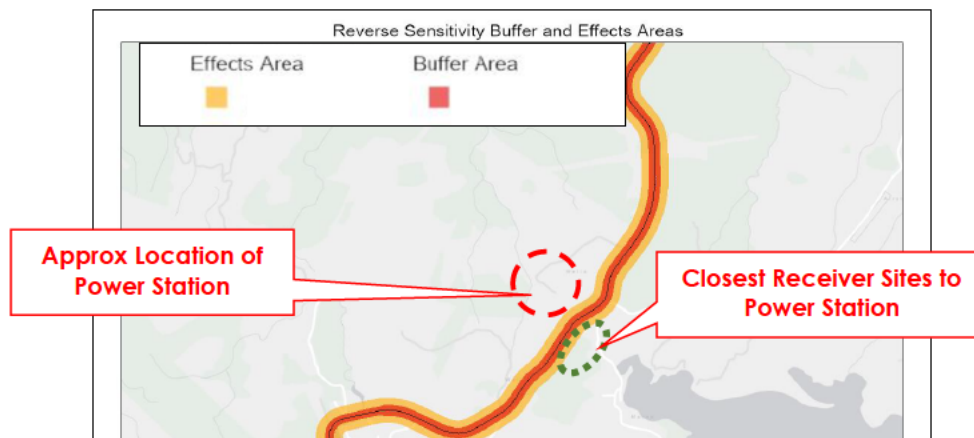 Reverse Sensitivity Buffer and Effects Areas
Effects Area
Buffer Area
Approx Location of
Power Station
Closest Receiver Sites to
Power Station